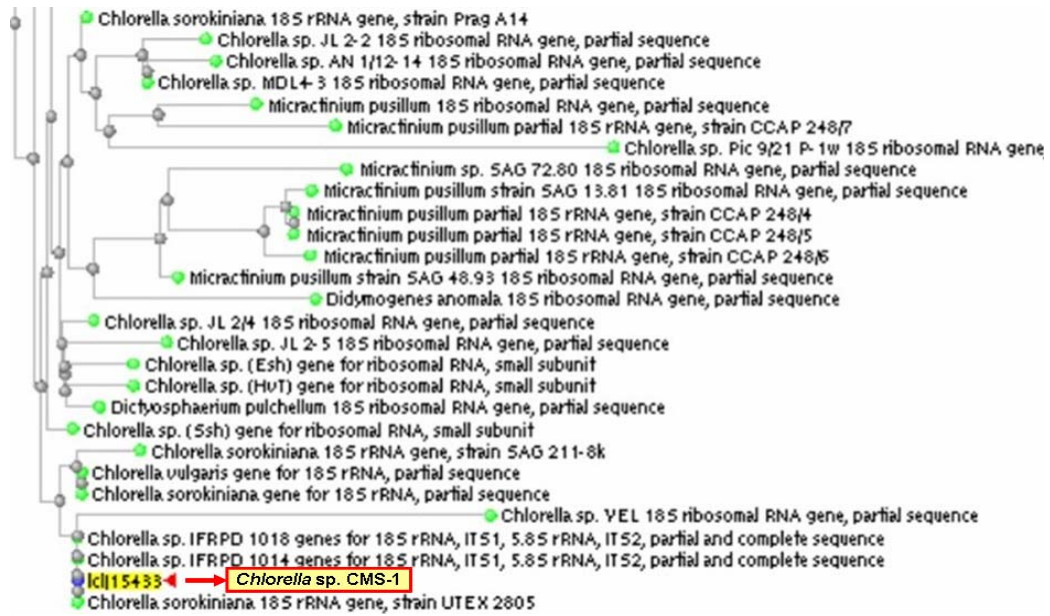 Chlorella sorokiniana 18S rRNA gene, strain Prag A14
Chlorella sp. JL 2-2 18S ribosomal RNA gene, partial sequence
Chlorella sp. AN 1/12-14 18S ribosomal RNA gene, partial sequence
Chlorella sp. MDL4-3 18S ribosomal RNA gene, partial sequence
Micractinium pusillum 18S ribosomal RNA gene, partial sequence
Micractinium pusillum partial 18S rRNA gene, strain CCAP 248/7
Chlorella sp. Pic 9/21 P-1w 18S ribosomal RNA gene,
Micractinium sp. SAG 72.80 18S ribosomal RNA gene, partial sequence
Micractinium pusillum strain SAG 13.81 18S ribosomal RNA gene, partial sequence
Micractinium pusillum partial 18S rRNA gene, strain CCAP 248/4
Micractinium pusillum partial 18S rRNA gene, strain CCAP 248/5
Micractinium pusillum partial 18S rRNA gene, strain CCAP 248/6
Micractinium pusillum strain SAG 48.93 18S ribosomal RNA gene, partial sequence
Didymogenes anomala 18S ribosomal RNA gene, partial sequence
Chlorella sp. JL 2/4 18S ribosomal RNA gene, partial sequence
Chlorella sp. JL 2-5 18S ribosomal RNA gene, partial sequence
Chlorella sp. (Esh) gene for ribosomal RNA, small subunit
Chlorella sp. (HvT) gene for ribosomal RNA, small subunit
Dictyosphaerium pulchellum 18S ribosomal RNA gene, partial sequence
Chlorella sp. (Ssh) gene for ribosomal RNA, small subunit
Chlorella sorokiniana 18S rRNA gene, strain SAG 211-8k
Chlorella vulgaris gene for 18S rRNA, partial sequence
Chlorella sorokiniana gene for 18S rRNA, partial sequence
Chlorella sp. VEL 18S ribosomal RNA gene, partial sequence
Chlorella sp. IFRPD 1018 genes for 18S rRNA, ITS1, 5.8S rRNA, ITS2, partial and complete sequence
Chlorella sp. IFRPD 1014 genes for 18S rRNA, ITS1, 5.8S rRNA, ITS2, partial and complete sequence
lcl|15433 Chlorella sp. CMS-1
Chlorella sorokiniana 18S rRNA gene, strain UTEX 2805